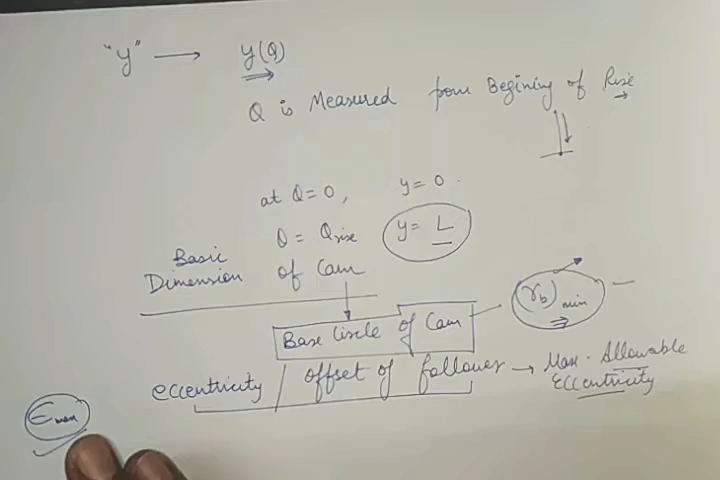 "y" → y(Q)
Q is Measured from Begining of Rise
at Q=0, y=0
Q = Qrise y= L
Basic Dimension of Cam
Base Circle of Cam (rb)min
eccentricity / offset of follower → Max. Allowable Eccentricity
Emax